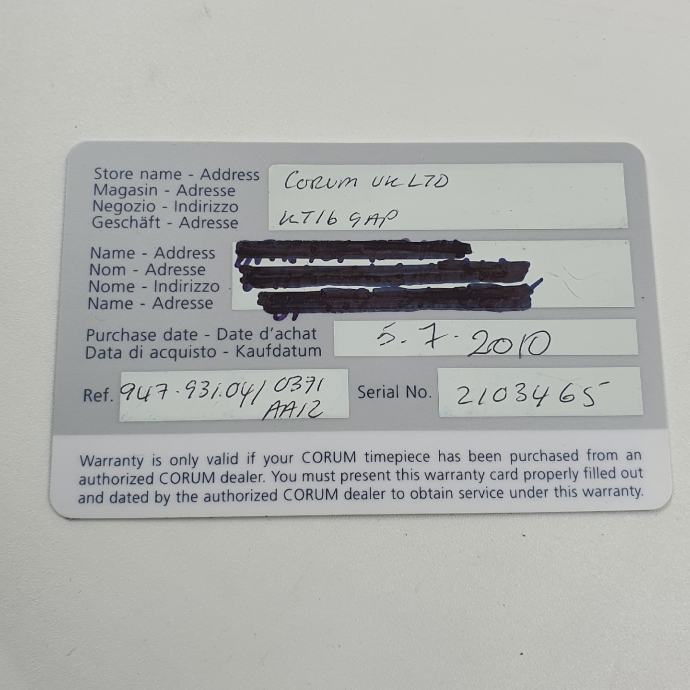 Store name - Address
Magasin - Adresse
Negozio - Indirizzo
Geschäft - Adresse
CORUM UK LTD
KT16 9AP
Name - Address
Nom - Adresse
Nome - Indirizzo
Name - Adresse
Purchase date - Date d'achat
Data di acquisto - Kaufdatum
5.7.2010
Ref. 947.931.04/ 0371
AA12
Serial No. 2103465
Warranty is only valid if your CORUM timepiece has been purchased from an
authorized CORUM dealer. You must present this warranty card properly filled out
and dated by the authorized CORUM dealer to obtain service under this warranty.